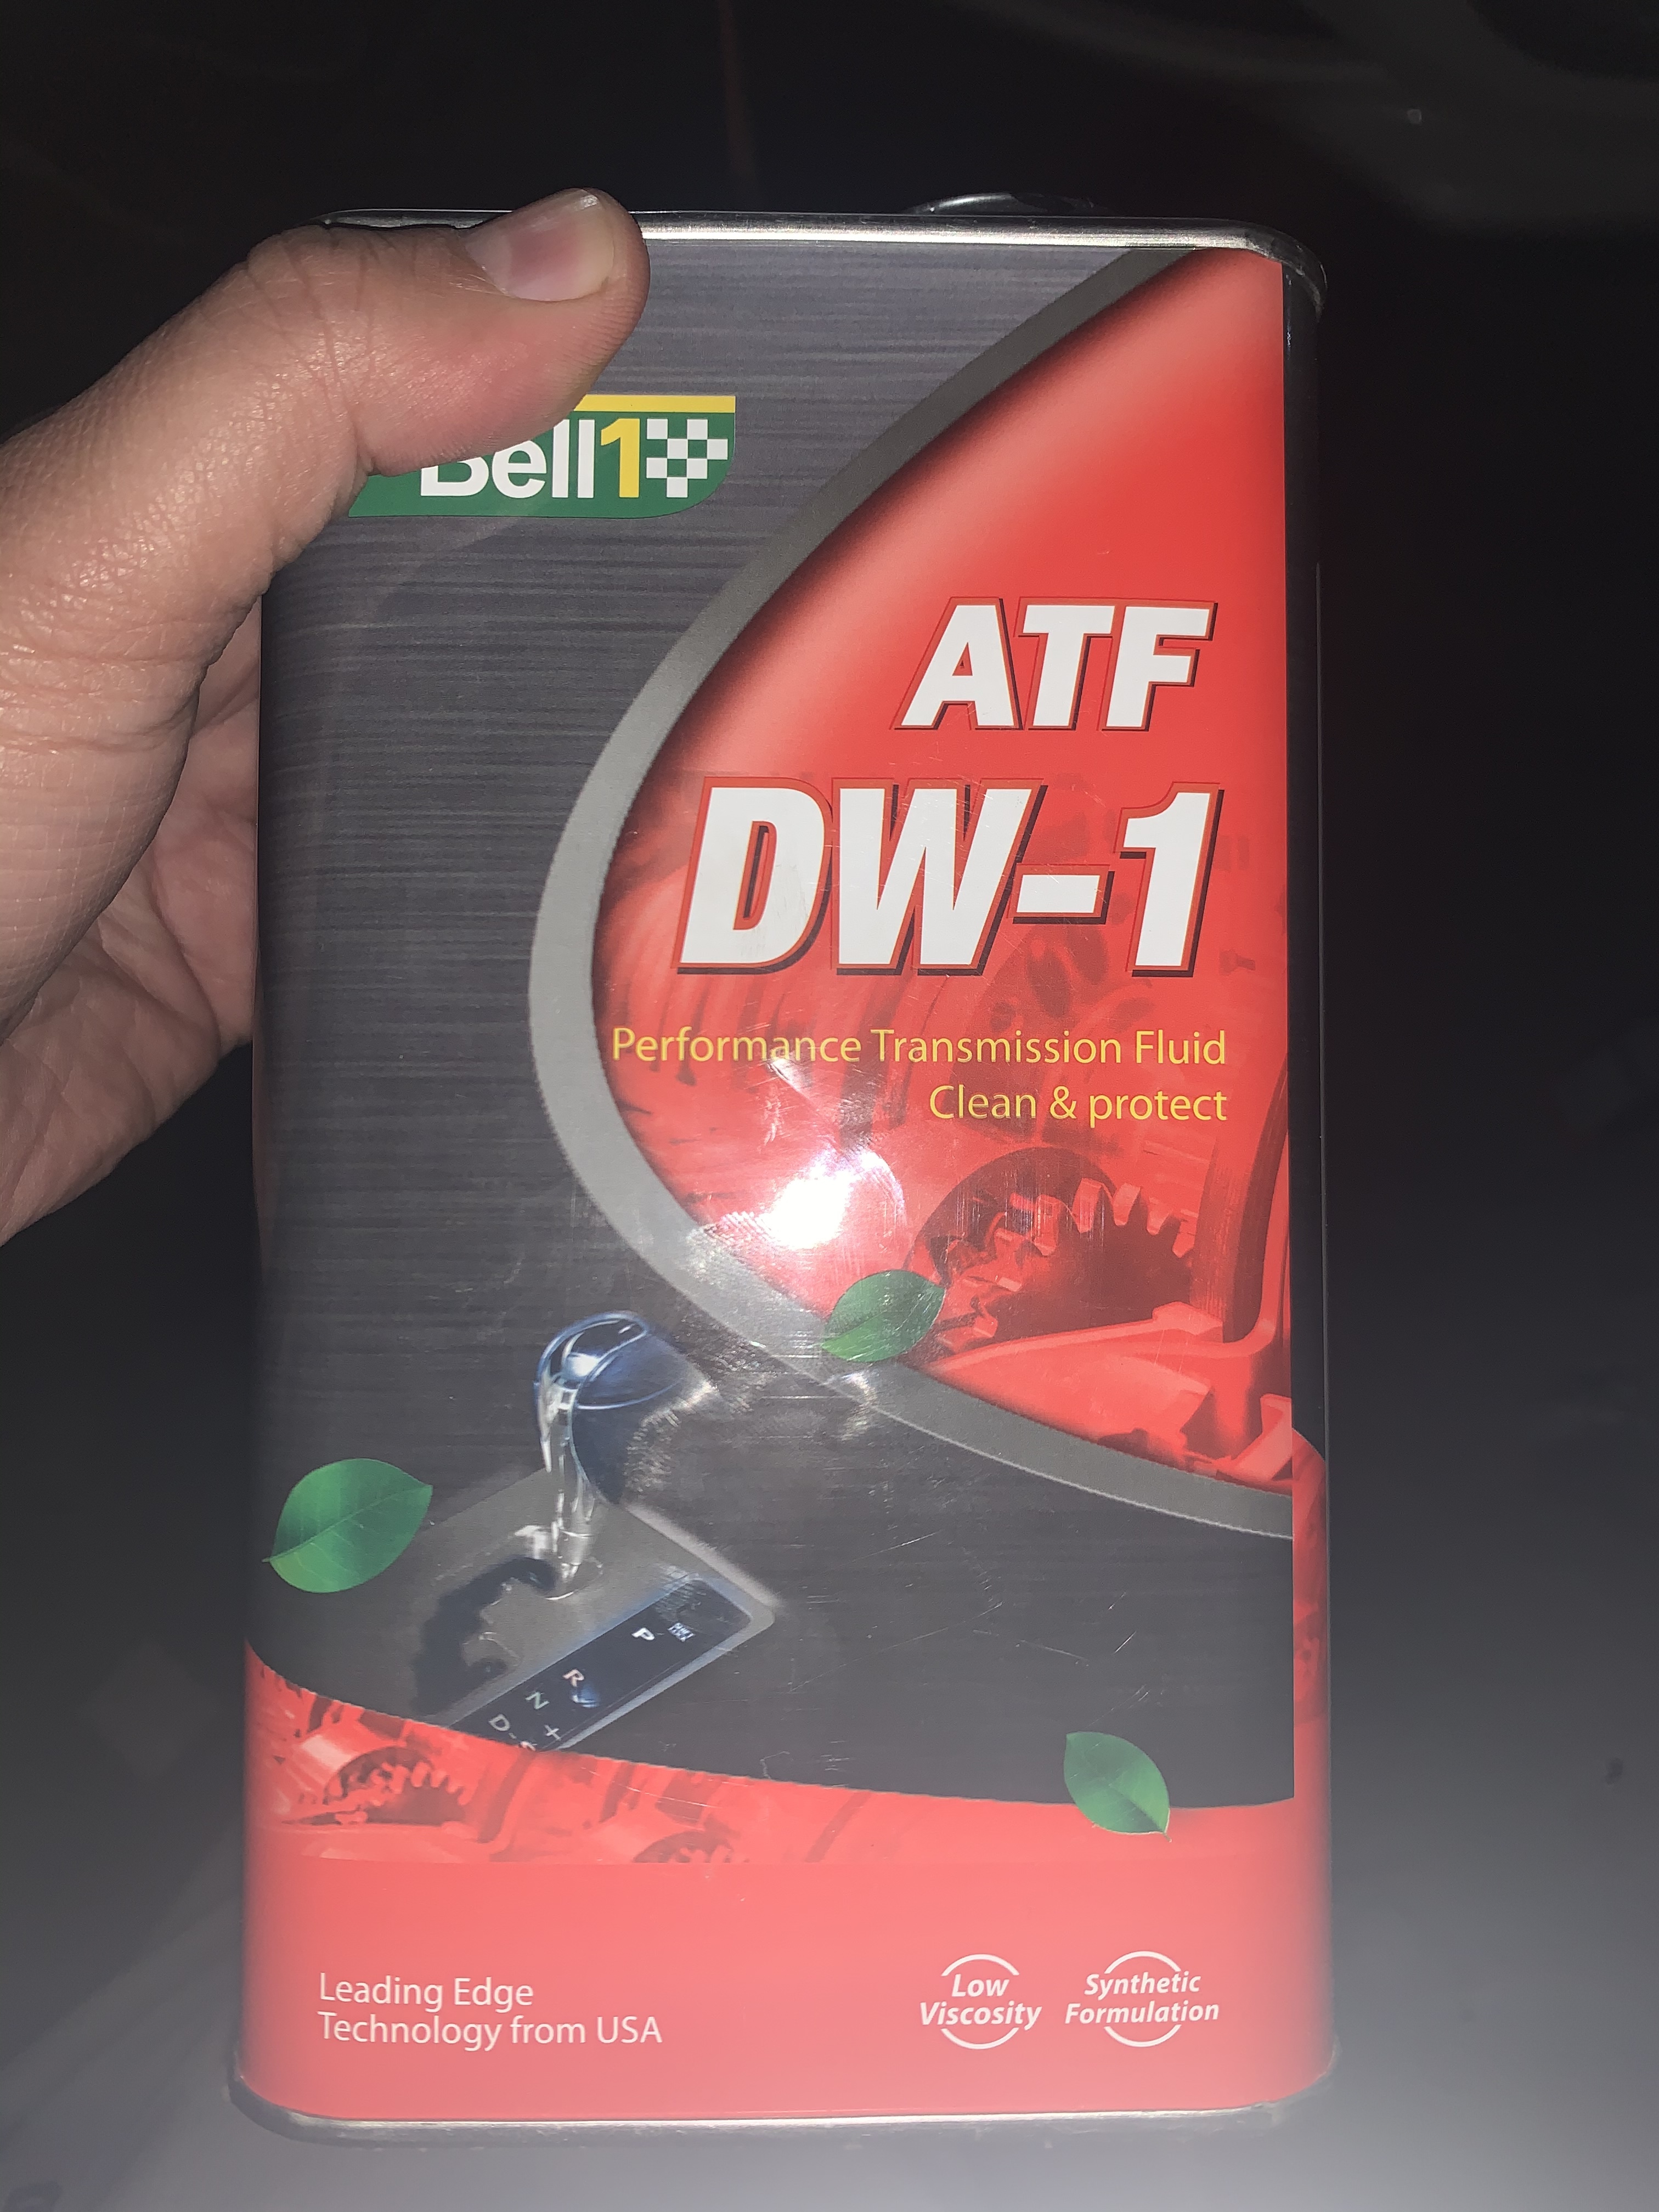 Bell1
ATF
DW-1
Performance Transmission Fluid
Clean & protect
P
R
N
+
D-
Leading Edge
Technology from USA
Low
Viscosity
Synthetic
Formulation